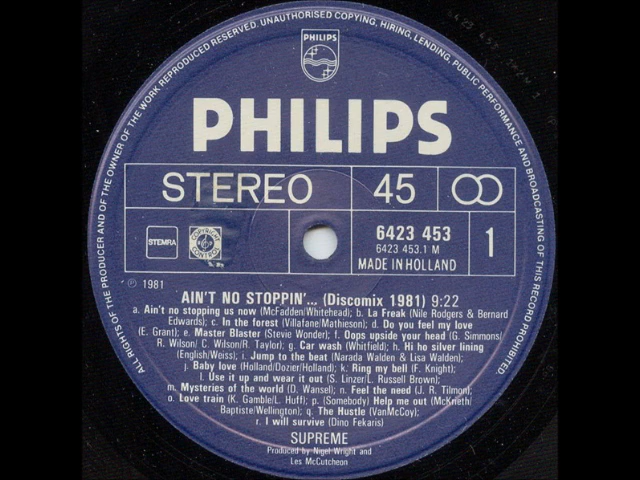 ALL RIGHTS OF THE PRODUCER AND OF THE OWNER OF THE WORK REPRODUCED RESERVED. UNAUTHORISED COPYING, HIRING, LENDING, PUBLIC PERFORMANCE AND BROADCASTING OF THIS RECORD PROHIBITED
PHILIPS
PHILIPS
STEREO 45
STEMRA
COPYRIGHT CONTROL
6423 453
6423 453.1 M
MADE IN HOLLAND
1
℗ 1981
AIN'T NO STOPPIN'... (Discomix 1981) 9:22
a. Ain't no stopping us now (McFadden/Whitehead); b. La Freak (Nile Rodgers & Bernard
Edwards); c. In the forest (Villafane/Mathieson); d. Do you feel my love
(E. Grant); e. Master Blaster (Stevie Wonder); f. Oops upside your head (G. Simmons/
R. Wilson/ C. Wilson/R. Taylor); g. Car wash (Whitfield); h. Hi ho silver lining
(English/Weiss); i. Jump to the beat (Narada Walden & Lisa Walden);
j. Baby love (Holland/Dozier/Holland); k. Ring my bell (F. Knight);
l. Use it up and wear it out (S. Linzer/L. Russell Brown);
m. Mysteries of the world (D. Wansel); n. Feel the need (J. R. Tilmon);
o. Love train (K. Gamble/L. Huff); p. (Somebody) Help me out (McKneth/
Baptiste/Wellington); q. The Hustle (VanMcCoy);
r. I will survive (Dino Fekaris)
SUPREME
Produced by Nigel Wright and
Les McCutcheon